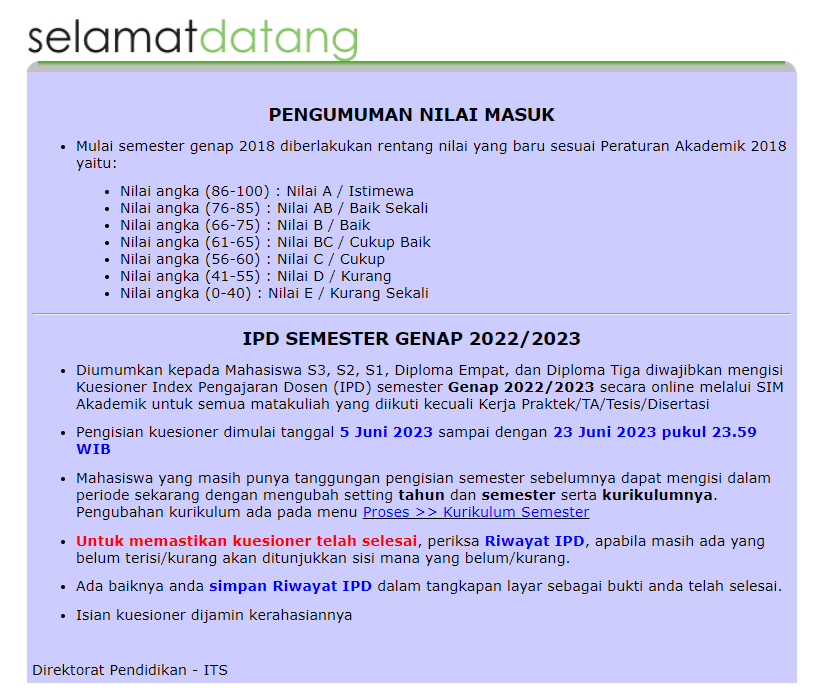 selamatdatang
PENGUMUMAN NILAI MASUK
• Mulai semester genap 2018 diberlakukan rentang nilai yang baru sesuai Peraturan Akademik 2018
yaitu:
• Nilai angka (86-100) : Nilai A / Istimewa
• Nilai angka (76-85) : Nilai AB / Baik Sekali
• Nilai angka (66-75) : Nilai B / Baik
• Nilai angka (61-65) : Nilai BC / Cukup Baik
• Nilai angka (56-60) : Nilai C / Cukup
• Nilai angka (41-55) : Nilai D / Kurang
• Nilai angka (0-40) : Nilai E / Kurang Sekali
IPD SEMESTER GENAP 2022/2023
• Diumumkan kepada Mahasiswa S3, S2, S1, Diploma Empat, dan Diploma Tiga diwajibkan mengisi
Kuesioner Index Pengajaran Dosen (IPD) semester Genap 2022/2023 secara online melalui SIM
Akademik untuk semua matakuliah yang diikuti kecuali Kerja Praktek/TA/Tesis/Disertasi
• Pengisian kuesioner dimulai tanggal 5 Juni 2023 sampai dengan 23 Juni 2023 pukul 23.59
WIB
• Mahasiswa yang masih punya tanggungan pengisian semester sebelumnya dapat mengisi dalam
periode sekarang dengan mengubah setting tahun dan semester serta kurikulumnya.
Pengubahan kurikulum ada pada menu Proses >> Kurikulum Semester
• Untuk memastikan kuesioner telah selesai, periksa Riwayat IPD, apabila masih ada yang
belum terisi/kurang akan ditunjukkan sisi mana yang belum/kurang.
• Ada baiknya anda simpan Riwayat IPD dalam tangkapan layar sebagai bukti anda telah selesai.
• Isian kuesioner dijamin kerahasiannya
Direktorat Pendidikan - ITS